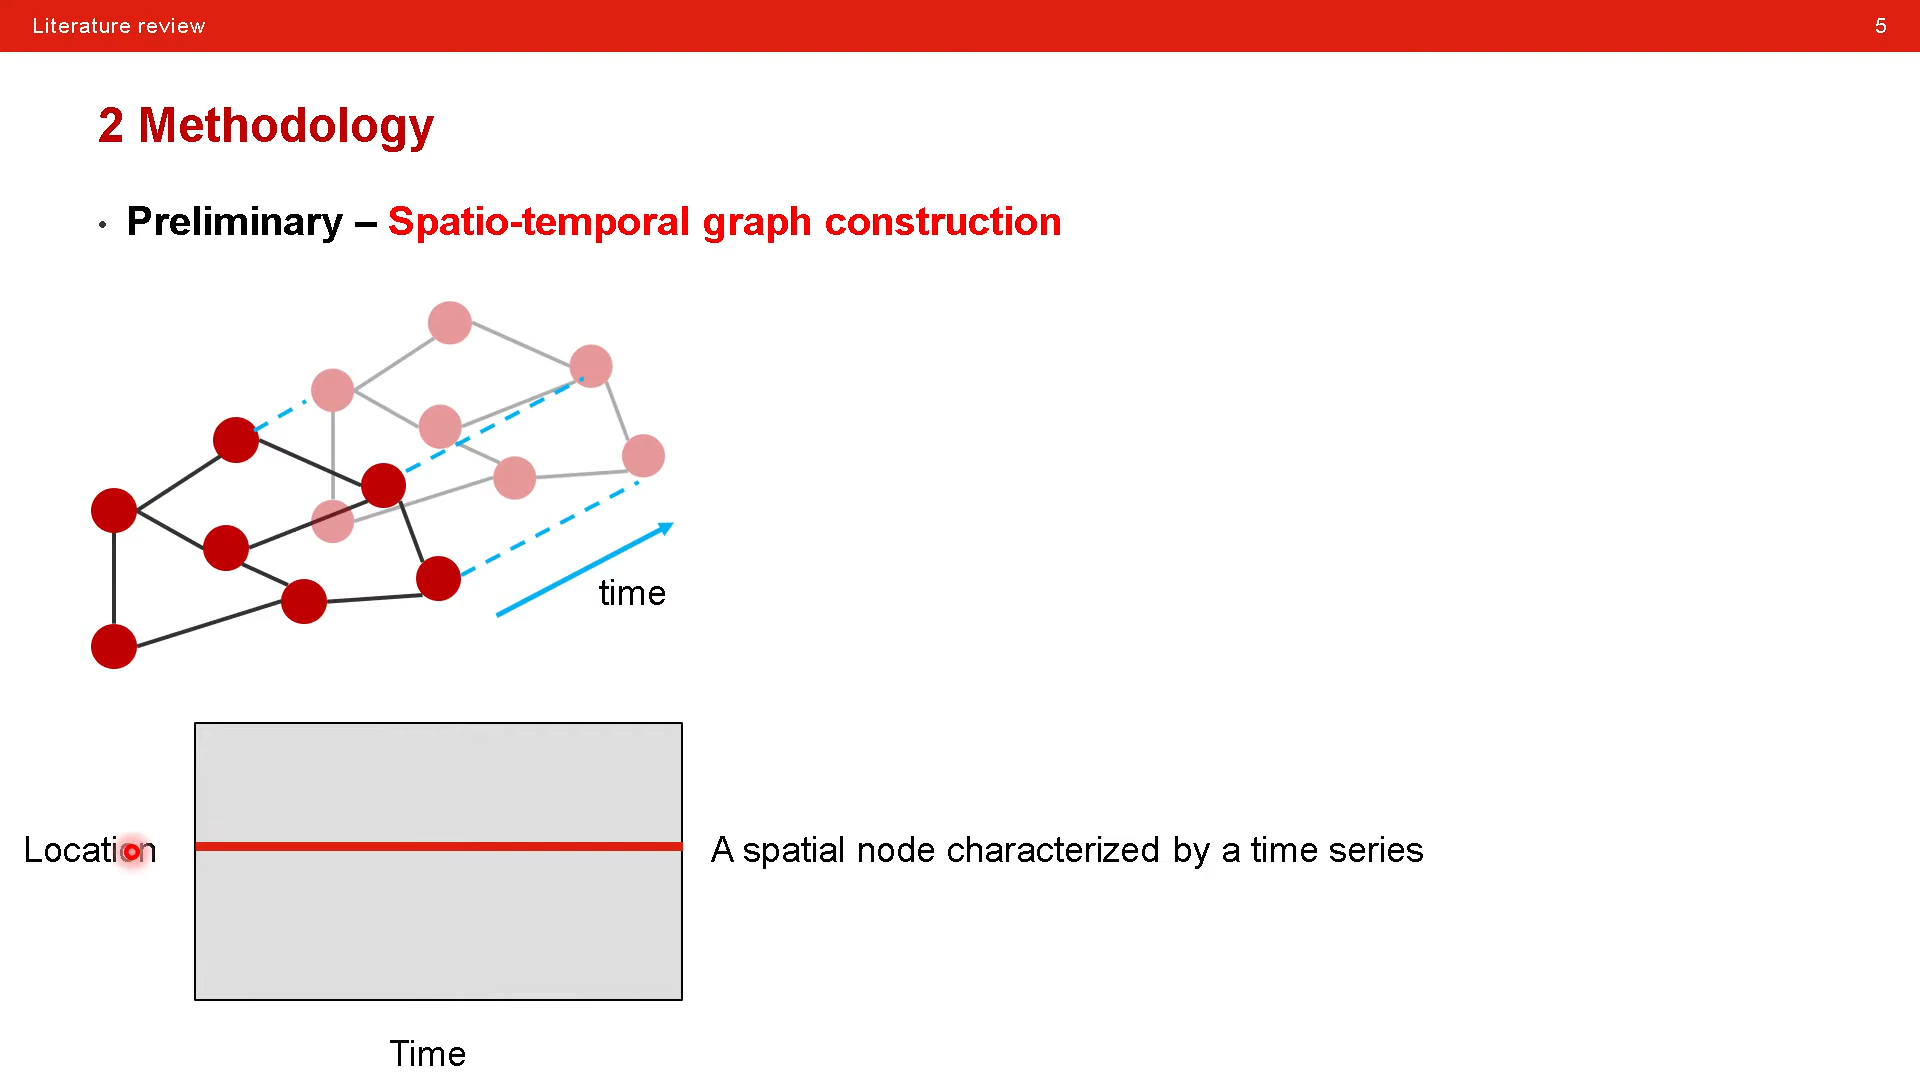 Literature review 5
2 Methodology
• Preliminary – Spatio-temporal graph construction
time
Location
A spatial node characterized by a time series
Time